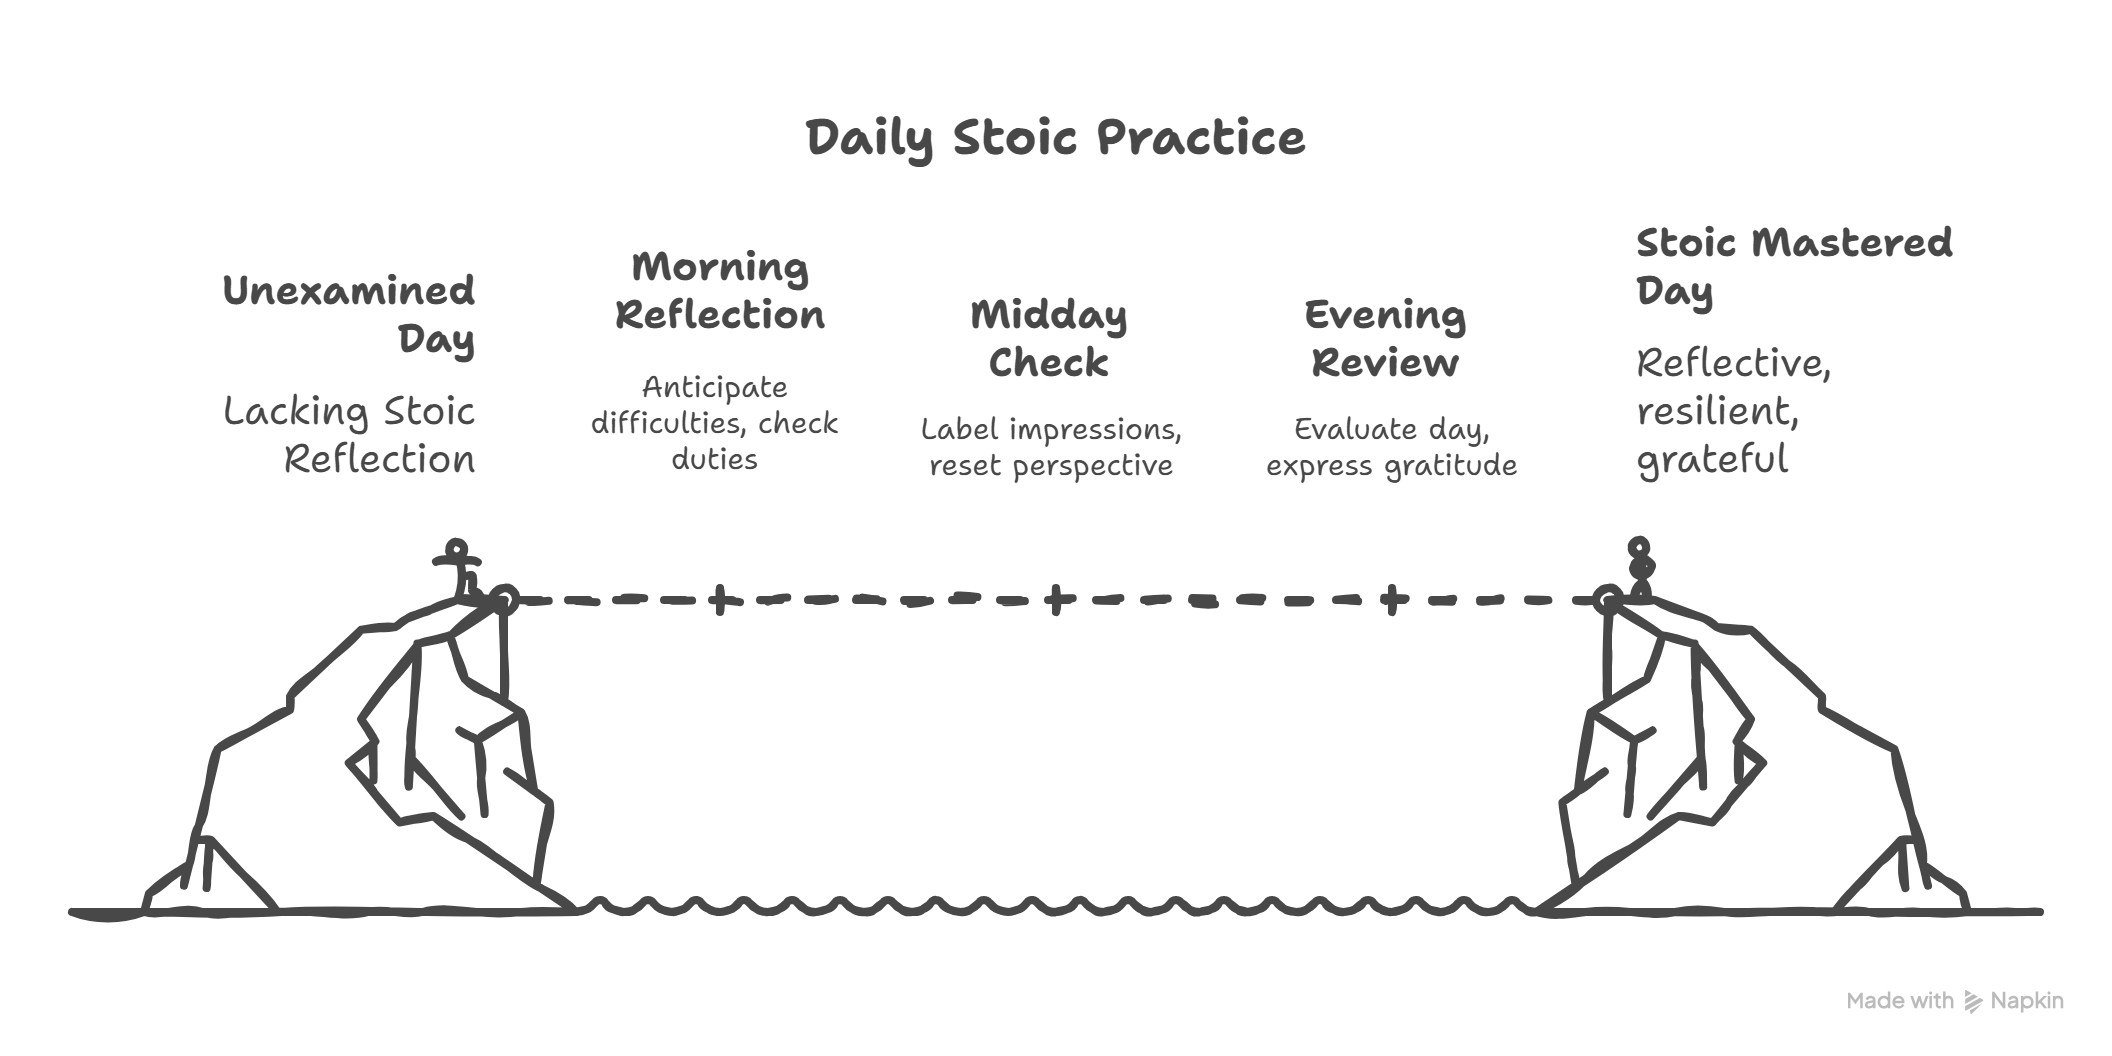 Daily Stoic Practice
Unexamined
Day
Lacking Stoic
Reflection
Morning
Reflection
Anticipate
difficulties, check
duties
Midday
Check
Label impressions,
reset perspective
Evening
Review
Evaluate day,
express gratitude
Stoic Mastered
Day
Reflective,
resilient,
grateful
Made with Napkin